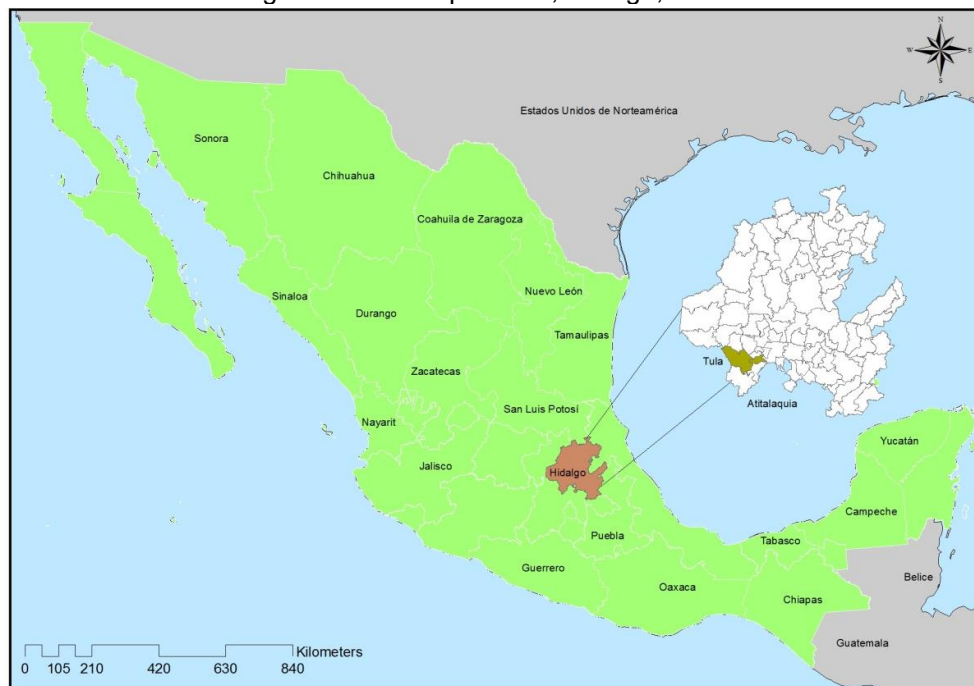 N
W E
S
Estados Unidos de Norteamérica
Sonora
Chihuahua
Coahuila de Zaragoza
Sinaloa
Nuevo León
Durango
Tamaulipas
Tula
Zacatecas
Atitalaquia
San Luis Potosí
Nayarit
Yucatán
Jalisco
Hidalgo
Campeche
Puebla
Tabasco
Guerrero
Belice
Oaxaca
Chiapas
Guatemala
Kilometers
0 105 210 420 630 840